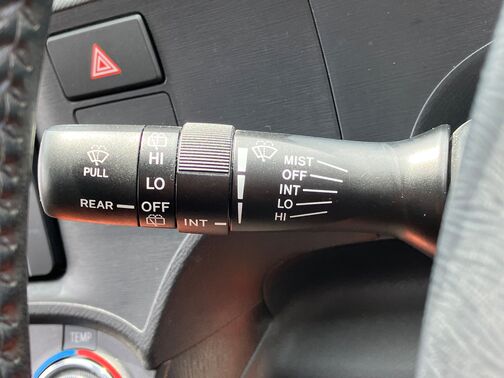 PULL
REAR
HI
LO
OFF
INT
MIST
OFF
INT
LO
HI
TEMP